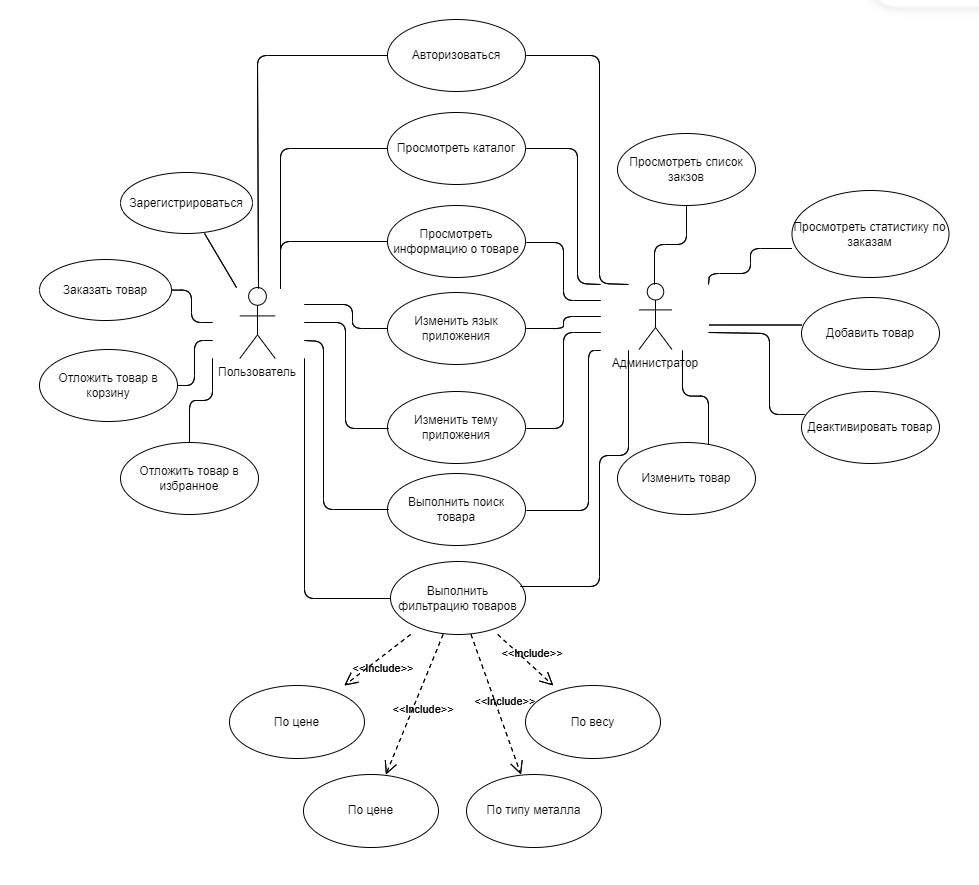 Авторизоваться
Просмотреть каталог
Просмотреть список
закзов
Зарегистрироваться
Просмотреть
информацию о товаре
Просмотреть статистику по
заказам
Заказать товар
Изменить язык
приложения
Добавить товар
Пользователь
Администратор
Отложить товар в
корзину
Изменить тему
приложения
Деактивировать товар
Отложить товар в
избранное
Изменить товар
Выполнить поиск
товара
Выполнить
фильтрацию товаров
<<Include>>
<<Include>>
<<Include>>
<<Include>>
По цене
По весу
По цене
По типу металла